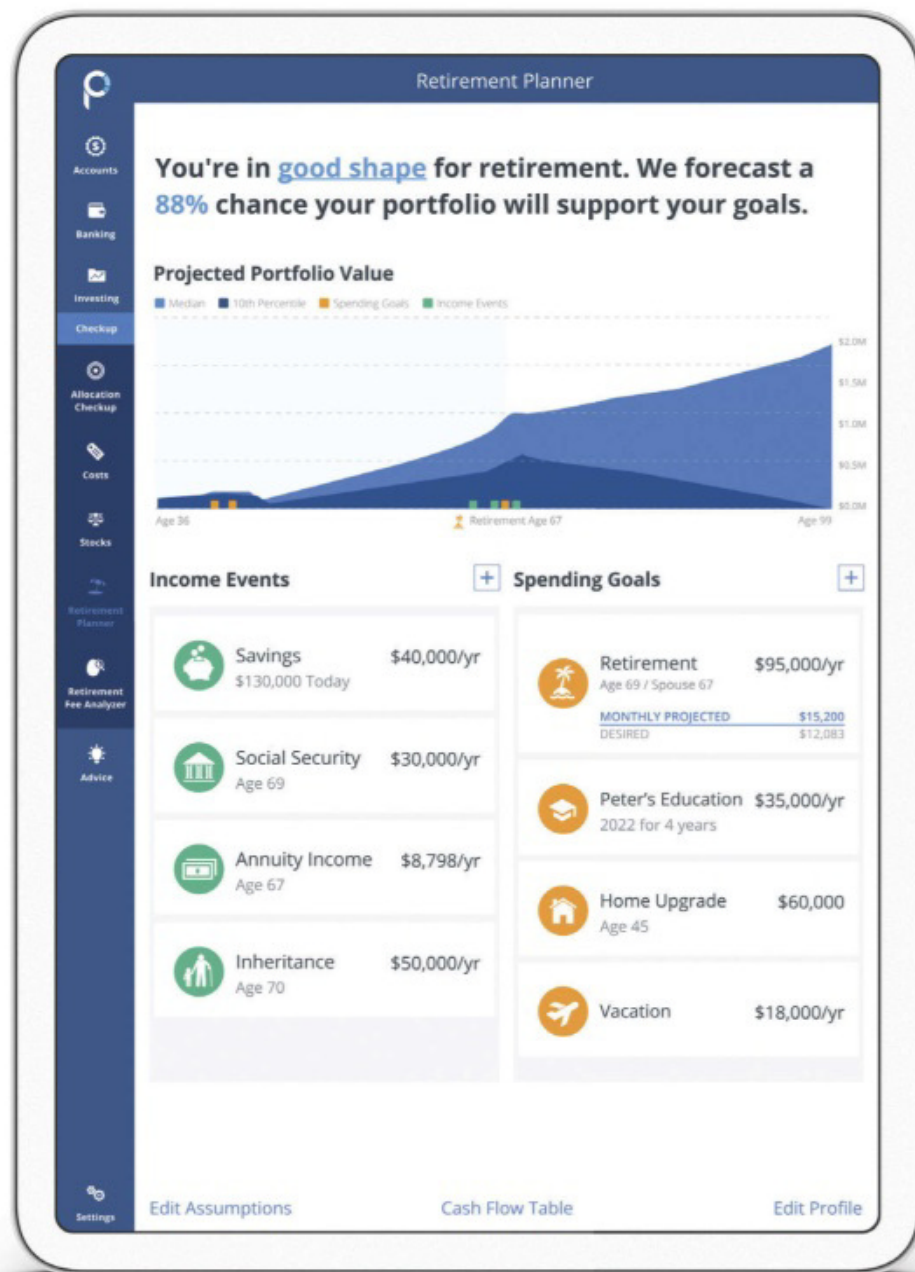 Retirement Planner
Accounts
Banking
Investing
Checkup
Allocation
Checkup
Costs
Stocks
Retirement
Planner
Retirement
Fee Analyzer
Advice
Settings
You're in good shape for retirement. We forecast a
88% chance your portfolio will support your goals.
Projected Portfolio Value
Median 10th Percentile Spending Goals Income Events
$2.0M
$1.5M
$1.0M
$0.5M
$0.0M
Age 36 Retirement Age 67 Age 99
Income Events +
Savings $40,000/yr
$130,000 Today
Social Security $30,000/yr
Age 69
Annuity Income $8,798/yr
Age 67
Inheritance $50,000/yr
Age 70
Spending Goals +
Retirement $95,000/yr
Age 69 / Spouse 67
MONTHLY PROJECTED $15,200
DESIRED $12,083
Peter's Education $35,000/yr
2022 for 4 years
Home Upgrade $60,000
Age 45
Vacation $18,000/yr
Edit Assumptions Cash Flow Table Edit Profile